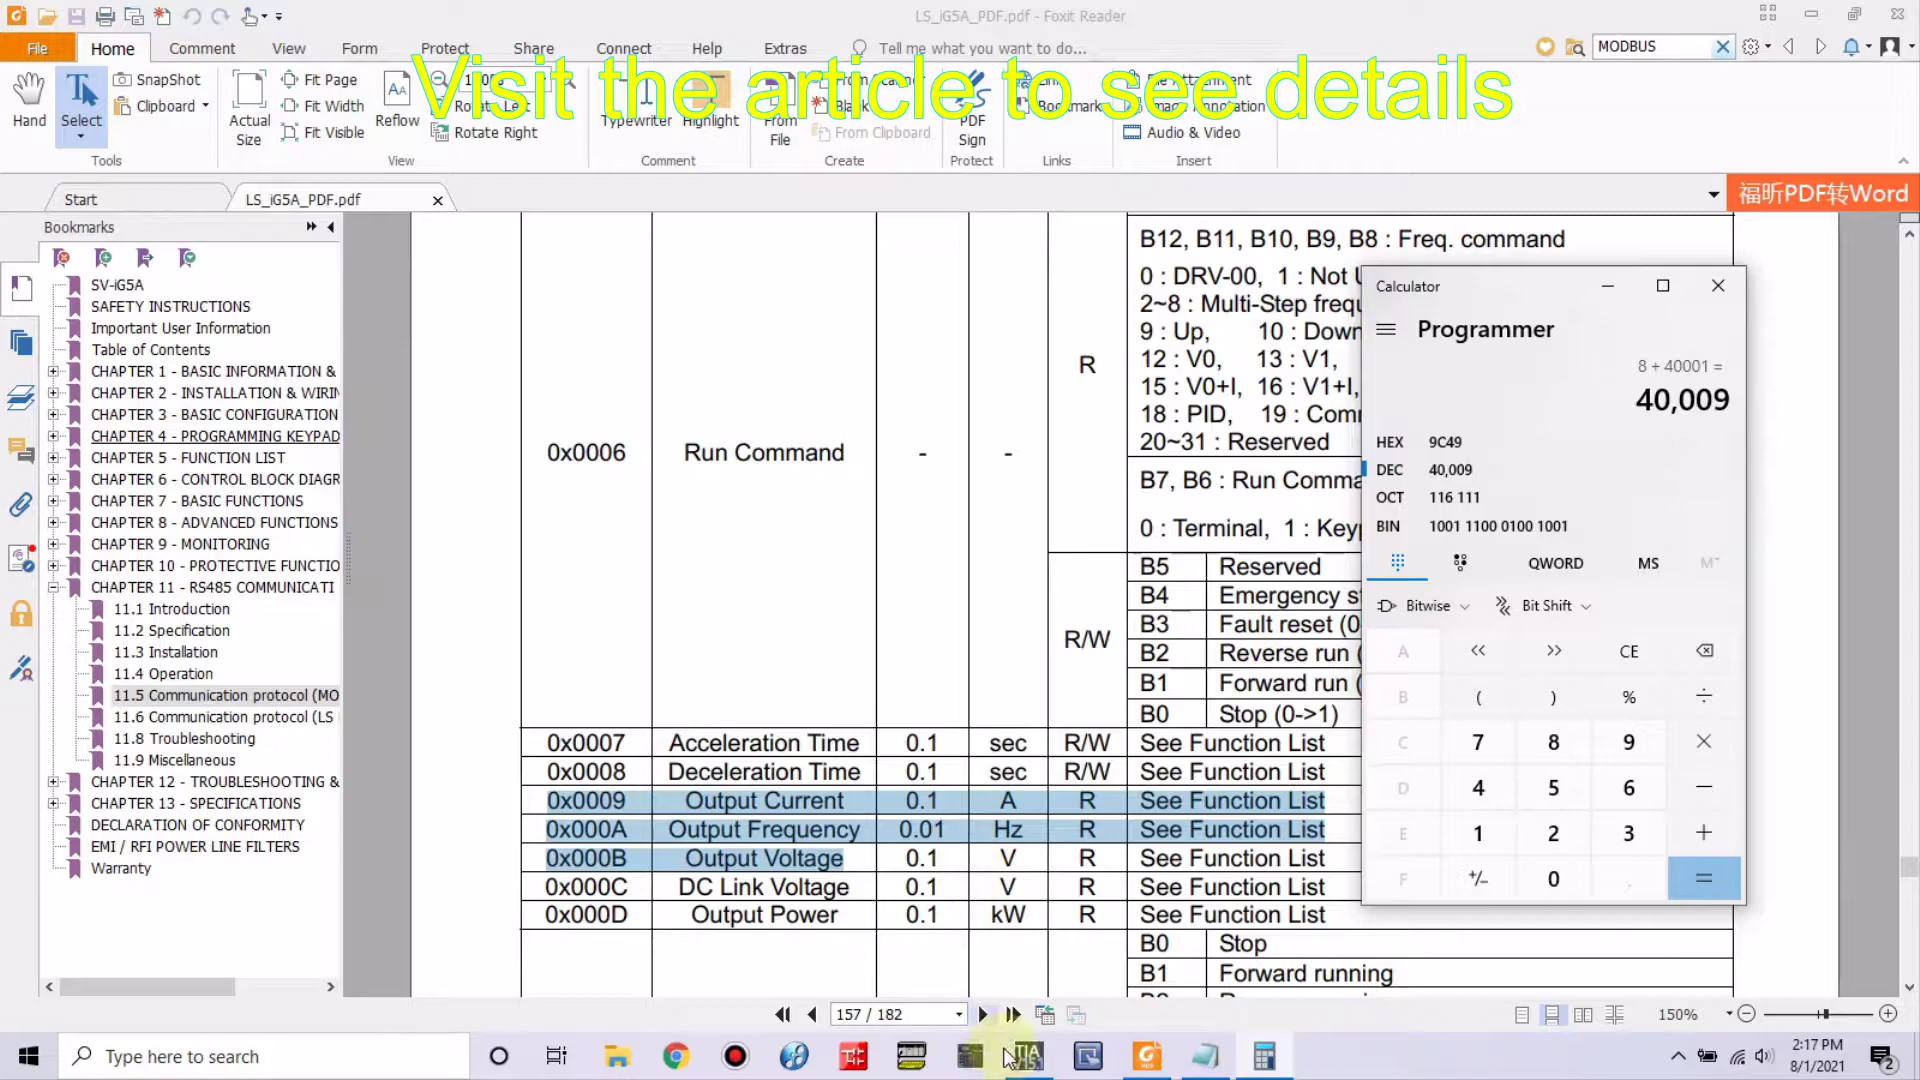 LS_iG5A_PDF.pdf - Foxit Reader
File
Home
Comment
View
Form
Protect
Share
Connect
Help
Extras
Tell me what you want to do...
MODBUS
Visit the article to see details
Hand
Select
SnapShot
Clipboard
Actual
Size
Fit Page
Fit Width
Fit Visible
Reflow
Rotate Left
Rotate Right
Typewriter
Highlight
From
File
From Scanner
Blank
From Clipboard
PDF
Sign
Links
Bookmark
File Attachment
Image Annotation
Audio & Video
Tools
View
Comment
Create
Protect
Links
Insert
Start
LS_iG5A_PDF.pdf
福昕PDF转Word
Bookmarks
SV-iG5A
SAFETY INSTRUCTIONS
Important User Information
Table of Contents
CHAPTER 1 - BASIC INFORMATION &
CHAPTER 2 - INSTALLATION & WIRIN
CHAPTER 3 - BASIC CONFIGURATION
CHAPTER 4 - PROGRAMMING KEYPAD
CHAPTER 5 - FUNCTION LIST
CHAPTER 6 - CONTROL BLOCK DIAGR
CHAPTER 7 - BASIC FUNCTIONS
CHAPTER 8 - ADVANCED FUNCTIONS
CHAPTER 9 - MONITORING
CHAPTER 10 - PROTECTIVE FUNCTIO
CHAPTER 11 - RS485 COMMUNICATI
11.1 Introduction
11.2 Specification
11.3 Installation
11.4 Operation
11.5 Communication protocol (MO
11.6 Communication protocol (LS
11.8 Troubleshooting
11.9 Miscellaneous
CHAPTER 12 - TROUBLESHOOTING &
CHAPTER 13 - SPECIFICATIONS
DECLARATION OF CONFORMITY
EMI / RFI POWER LINE FILTERS
Warranty
0x0006 Run Command - -
R
B12, B11, B10, B9, B8 : Freq. command
0 : DRV-00, 1 : Not U
2~8 : Multi-Step frequ
9 : Up, 10 : Down
12 : V0, 13 : V1,
15 : V0+I, 16 : V1+I,
18 : PID, 19 : Comm
20~31 : Reserved
B7, B6 : Run Comma
0 : Terminal, 1 : Keyp
R/W
B5 Reserved
B4 Emergency st
B3 Fault reset (0
B2 Reverse run (
B1 Forward run (
B0 Stop (0->1)
0x0007 Acceleration Time 0.1 sec R/W See Function List
0x0008 Deceleration Time 0.1 sec R/W See Function List
0x0009 Output Current 0.1 A R See Function List
0x000A Output Frequency 0.01 Hz R See Function List
0x000B Output Voltage 0.1 V R See Function List
0x000C DC Link Voltage 0.1 V R See Function List
0x000D Output Power 0.1 kW R See Function List
B0 Stop
B1 Forward running
Calculator
Programmer
8 + 40001 =
40,009
HEX 9C49
DEC 40,009
OCT 116 111
BIN 1001 1100 0100 1001
QWORD MS M˅
Bitwise Bit Shift
A << >> CE
B ( ) %  ÷
C 7 8 9 ×
D 4 5 6 −
E 1 2 3 +
F +/− 0 . =
157 / 182
150%
Type here to search
TIA
V15.1
2:17 PM
8/1/2021
2